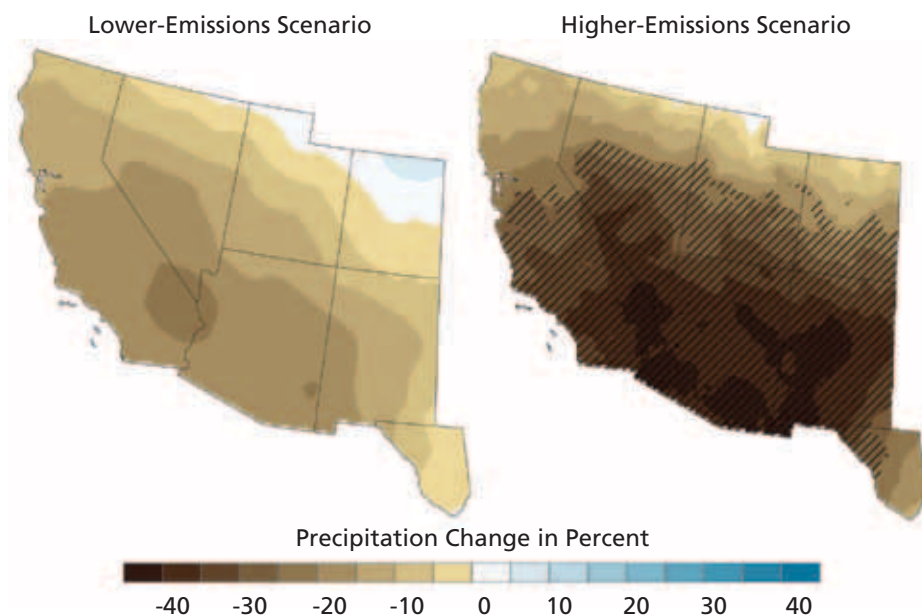 Lower-Emissions Scenario Higher-Emissions Scenario
Precipitation Change in Percent
-40 -30 -20 -10 0 10 20 30 40